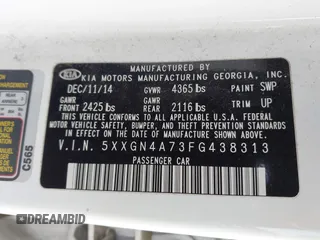 MANUFACTURED BY
KIA KIA MOTORS MANUFACTURING GEORGIA, INC.
DEC/11/14 GVWR 4365 lbs PAINT SWP
GAWR FRONT 2425 lbs GAWR REAR 2116 lbs TRIM UP
THIS VEHICLE CONFORMS TO ALL APPLICABLE U.S.A FEDERAL
MOTOR VEHICLE SAFETY, BUMPER, AND THEFT PREVENTION
STANDARDS IN EFFECT ON THE DATE OF MANUFACTURE
SHOWN ABOVE.
V.I.N. 5XXGN4A73FG438313
PASSENGER CAR
C565
AUTOBIDMASTER